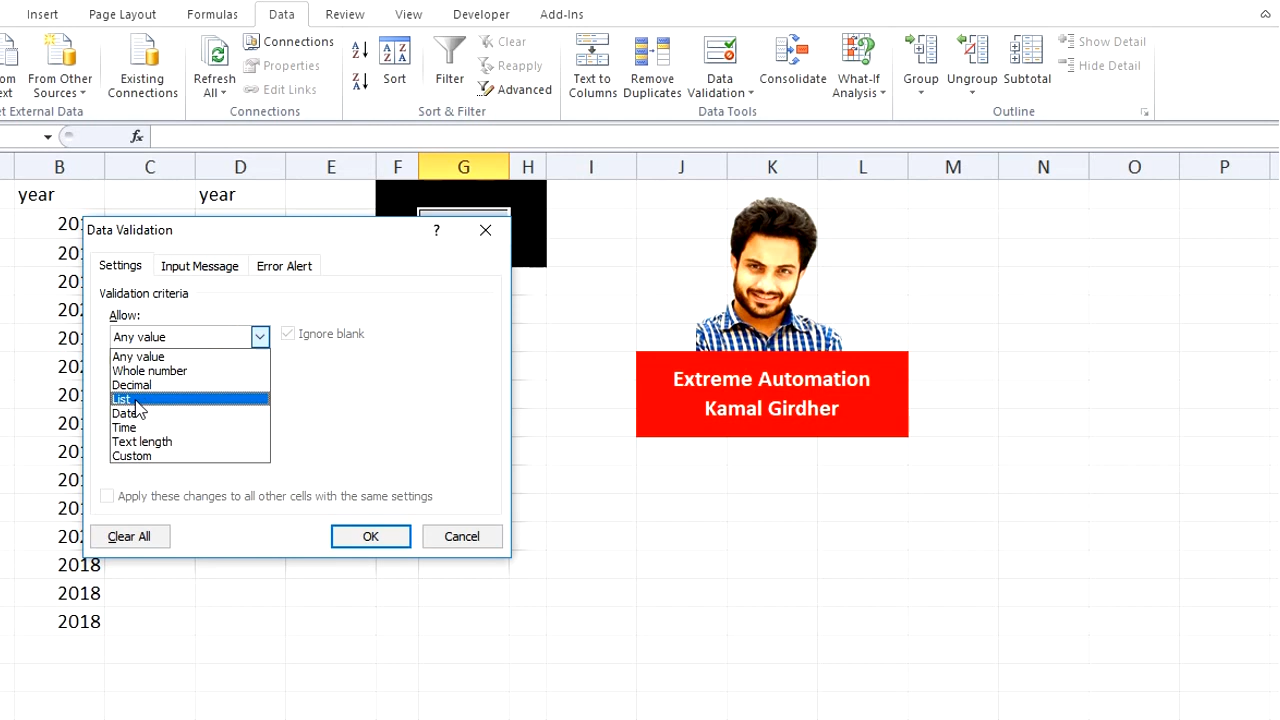 Insert Page Layout Formulas Data Review View Developer Add-Ins
From Other Sources
Existing Connections
Refresh All
Connections
Properties
Edit Links
Sort
Filter
Clear
Reapply
Advanced
Text to Columns
Remove Duplicates
Data Validation
Consolidate
What-If Analysis
Group
Ungroup
Subtotal
Show Detail
Hide Detail
External Data Connections Sort & Filter Data Tools Outline
fx
B C D E F G H I J K L M N O P
year year
Data Validation ?
Settings Input Message Error Alert
Validation criteria
Allow:
Any value Ignore blank
Any value
Whole number
Decimal
List
Date
Time
Text length
Custom
Apply these changes to all other cells with the same settings
Clear All OK Cancel
2018
2018
2018
Extreme Automation
Kamal Girdher